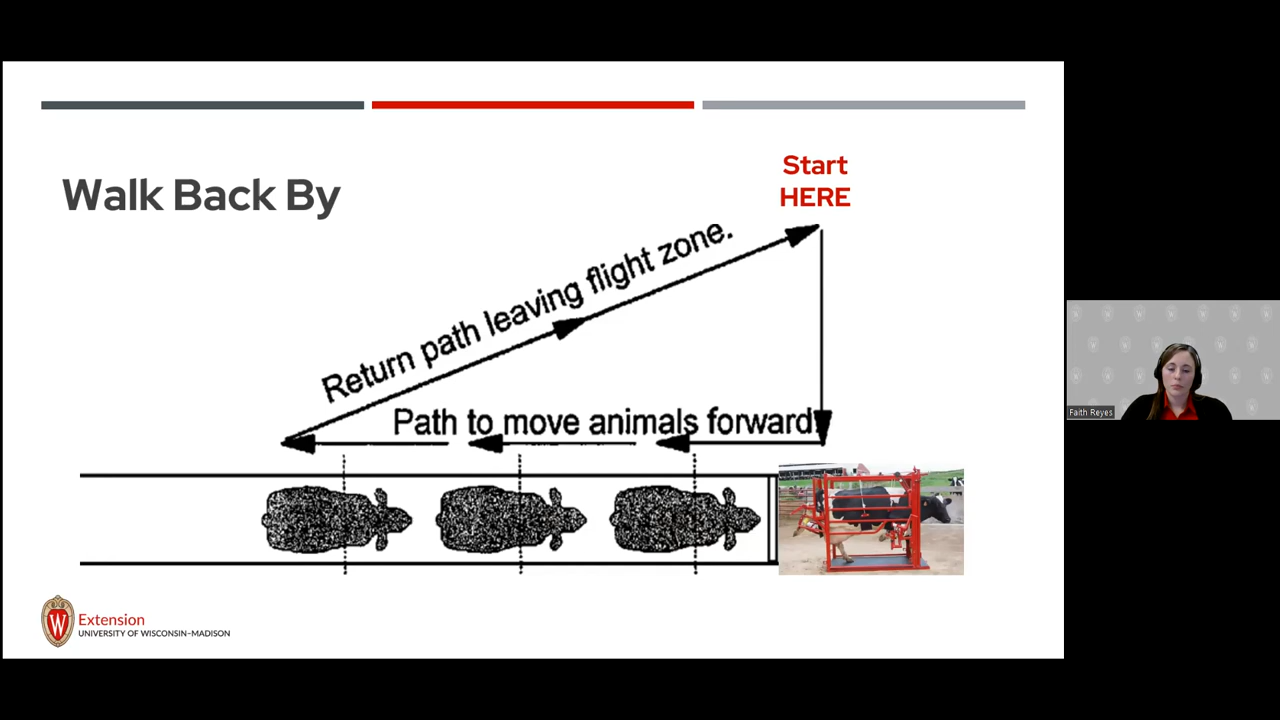 Start
HERE
Walk Back By
Return path leaving flight zone.
Path to move animals forward
W
Extension
UNIVERSITY OF WISCONSIN-MADISON
Faith Reyes